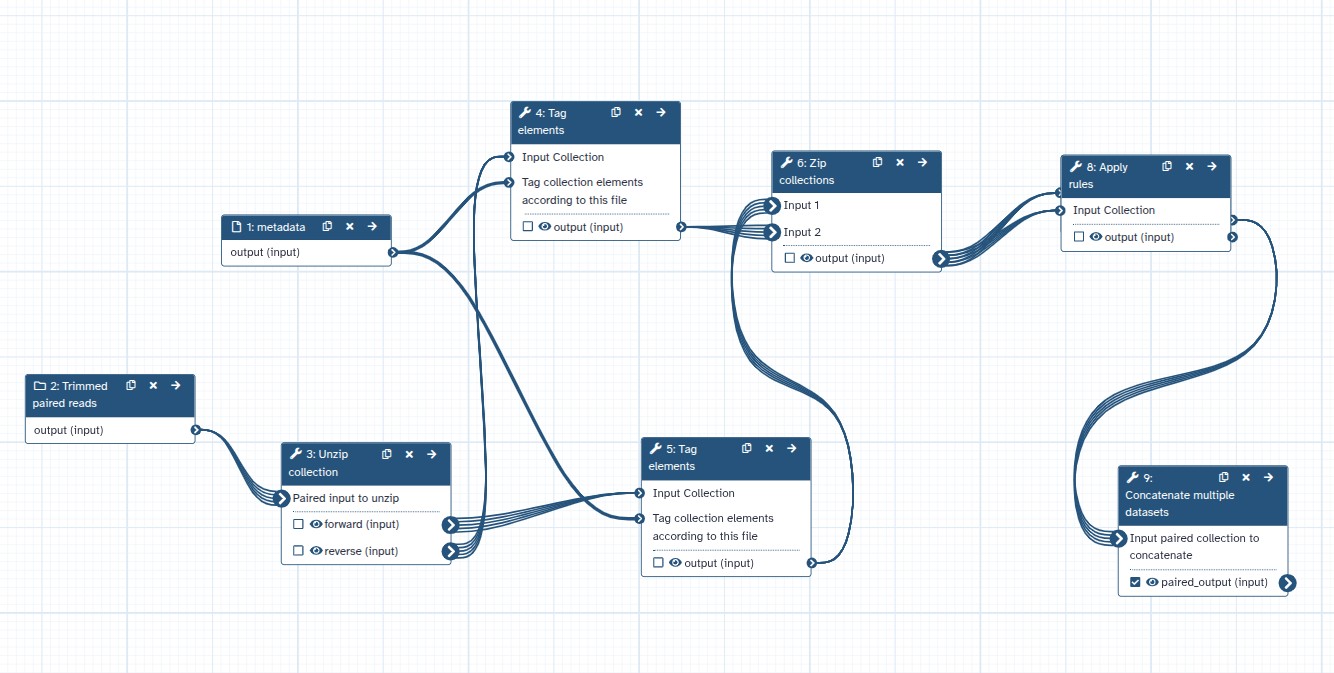 1: metadata
output (input)
2: Trimmed
paired reads
output (input)
3: Unzip
collection
Paired input to unzip
forward (input)
reverse (input)
4: Tag
elements
Input Collection
Tag collection elements
according to this file
output (input)
5: Tag
elements
Input Collection
Tag collection elements
according to this file
output (input)
6: Zip
collections
Input 1
Input 2
output (input)
8: Apply
rules
Input Collection
output (input)
9:
Concatenate multiple
datasets
Input paired collection to
concatenate
paired_output (input)